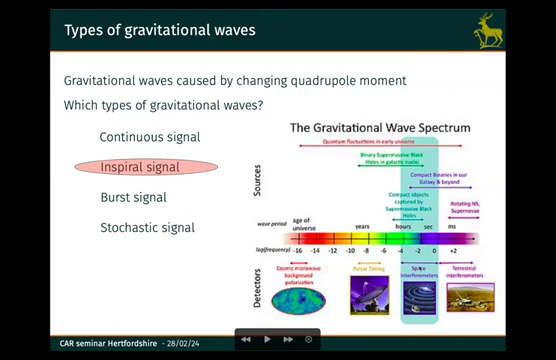 Types of gravitational waves
Gravitational waves caused by changing quadrupole moment
Which types of gravitational waves?
Continuous signal
Inspiral signal
Burst signal
Stochastic signal
The Gravitational Wave Spectrum
Quantum fluctuations in early universe
Binary Supermassive Black
Holes in galactic nuclei
Compact Binaries in our
Galaxy & beyond
Compact objects
captured by
Supermassive Black
Holes
Rotating NS,
Supernovae
Sources
wave period
age of
universe
years
hours
sec
ms
log(frequency)
-16 -14 -12 -10 -8 -6 -4 -2 0 +2
Detectors
Cosmic microwave
background
polarization
Pulsar Timing
Space
Interferometers
Terrestrial
interferometers
CAR seminar Hertfordshire - 28/02/24